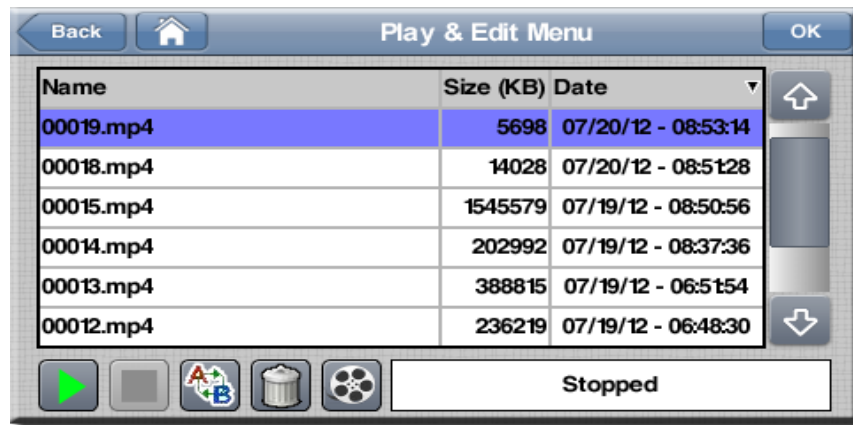 Back Play & Edit Menu OK
Name Size (KB) Date ▼
00019.mp4 5698 07/20/12 - 08:53:14
00018.mp4 14028 07/20/12 - 08:51:28
00015.mp4 1545579 07/19/12 - 08:50:56
00014.mp4 202992 07/19/12 - 08:37:36
00013.mp4 388815 07/19/12 - 06:51:54
00012.mp4 236219 07/19/12 - 06:48:30
A B Stopped